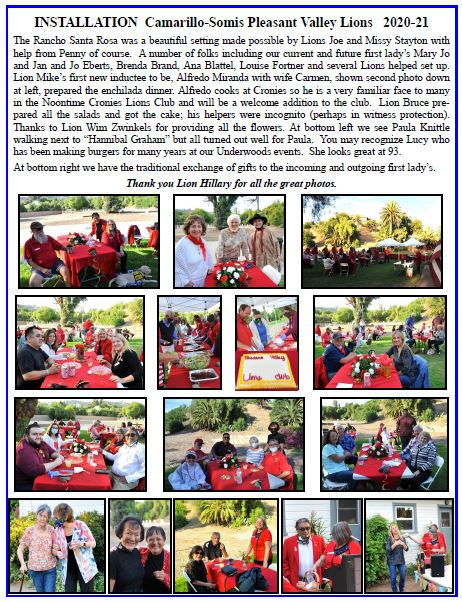 INSTALLATION Camarillo-Somis Pleasant Valley Lions 2020-21
The Rancho Santa Rosa was a beautiful setting made possible by Lions Joe and Missy Stayton with
help from Penny of course. A number of folks including our current and future first lady's Mary Jo
and Jan and Jo Eberts, Brenda Brand, Ana Blattel, Louise Fortner and several Lions helped set up.
Lion Mike's first new inductee to be, Alfredo Miranda with wife Carmen, shown second photo down
at left, prepared the enchilada dinner. Alfredo cooks at Cronies so he is a very familiar face to many
in the Noontime Cronies Lions Club and will be a welcome addition to the club. Lion Bruce pre-
pared all the salads and got the cake; his helpers were incognito (perhaps in witness protection).
Thanks to Lion Wim Zwinkels for providing all the flowers. At bottom left we see Paula Knittle
walking next to "Hannibal Graham" but all turned out well for Paula. You may recognize Lucy who
has been making burgers for many years at our Underwoods events. She looks great at 93.
At bottom right we have the traditional exchange of gifts to the incoming and outgoing first lady's.
Thank you Lion Hillary for all the great photos.
Pleasant Valley
Lions Club